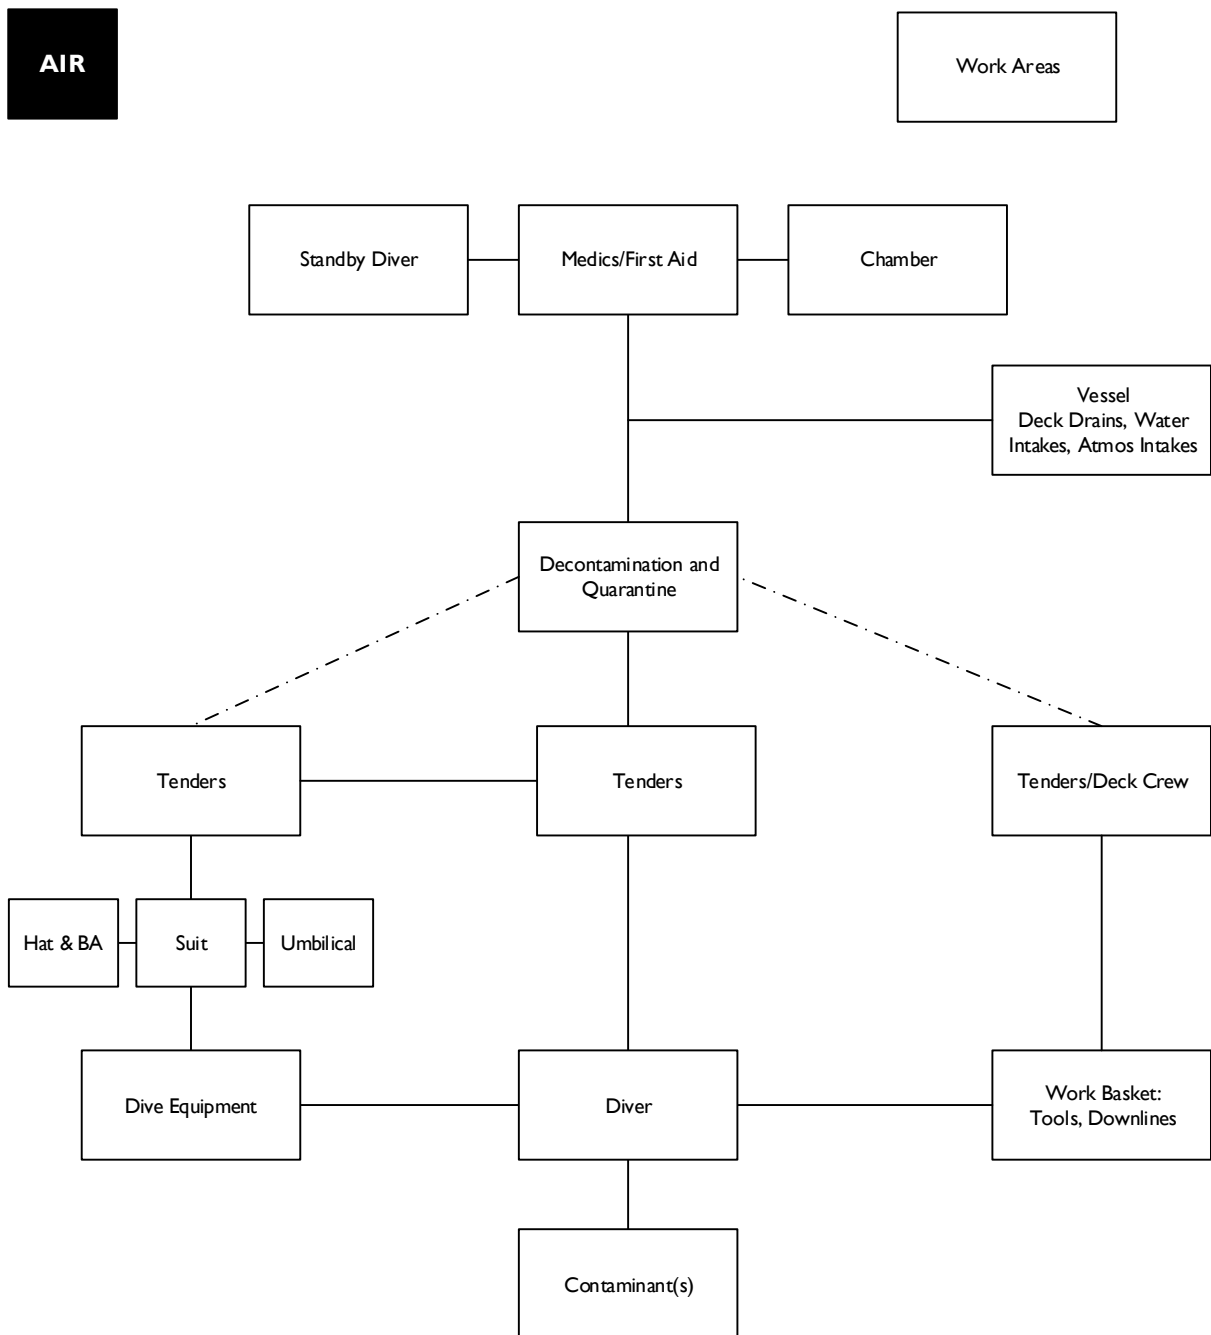 AIR
Work Areas
Standby Diver
Medics/First Aid
Chamber
Vessel
Deck Drains, Water
Intakes, Atmos Intakes
Decontamination and
Quarantine
Tenders
Tenders
Tenders/Deck Crew
Hat & BA
Suit
Umbilical
Dive Equipment
Diver
Work Basket:
Tools, Downlines
Contaminant(s)